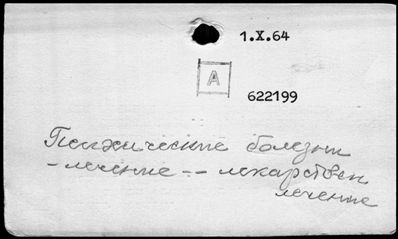 1.X.64
А
622199
Психические болезни
- лечение -- лекарствен
лечение